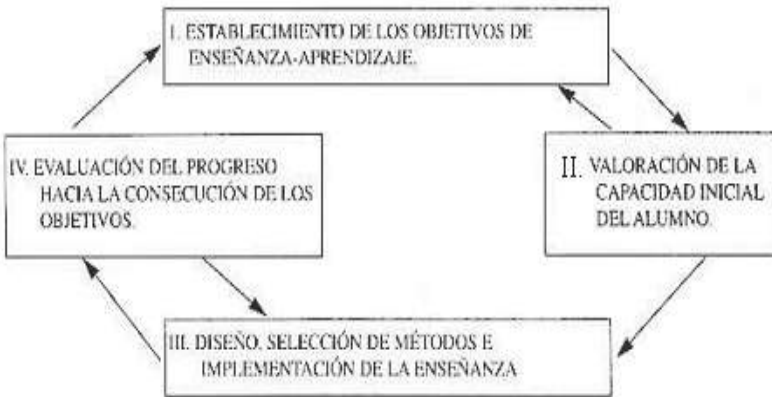 I. ESTABLECIMIENTO DE LOS OBJETIVOS DE
ENSEÑANZA-APRENDIZAJE.
IV. EVALUACIÓN DEL PROGRESO
HACIA LA CONSECUCIÓN DE LOS
OBJETIVOS.
II. VALORACIÓN DE LA
CAPACIDAD INICIAL
DEL ALUMNO.
III. DISEÑO, SELECCIÓN DE MÉTODOS E
IMPLEMENTACIÓN DE LA ENSEÑANZA